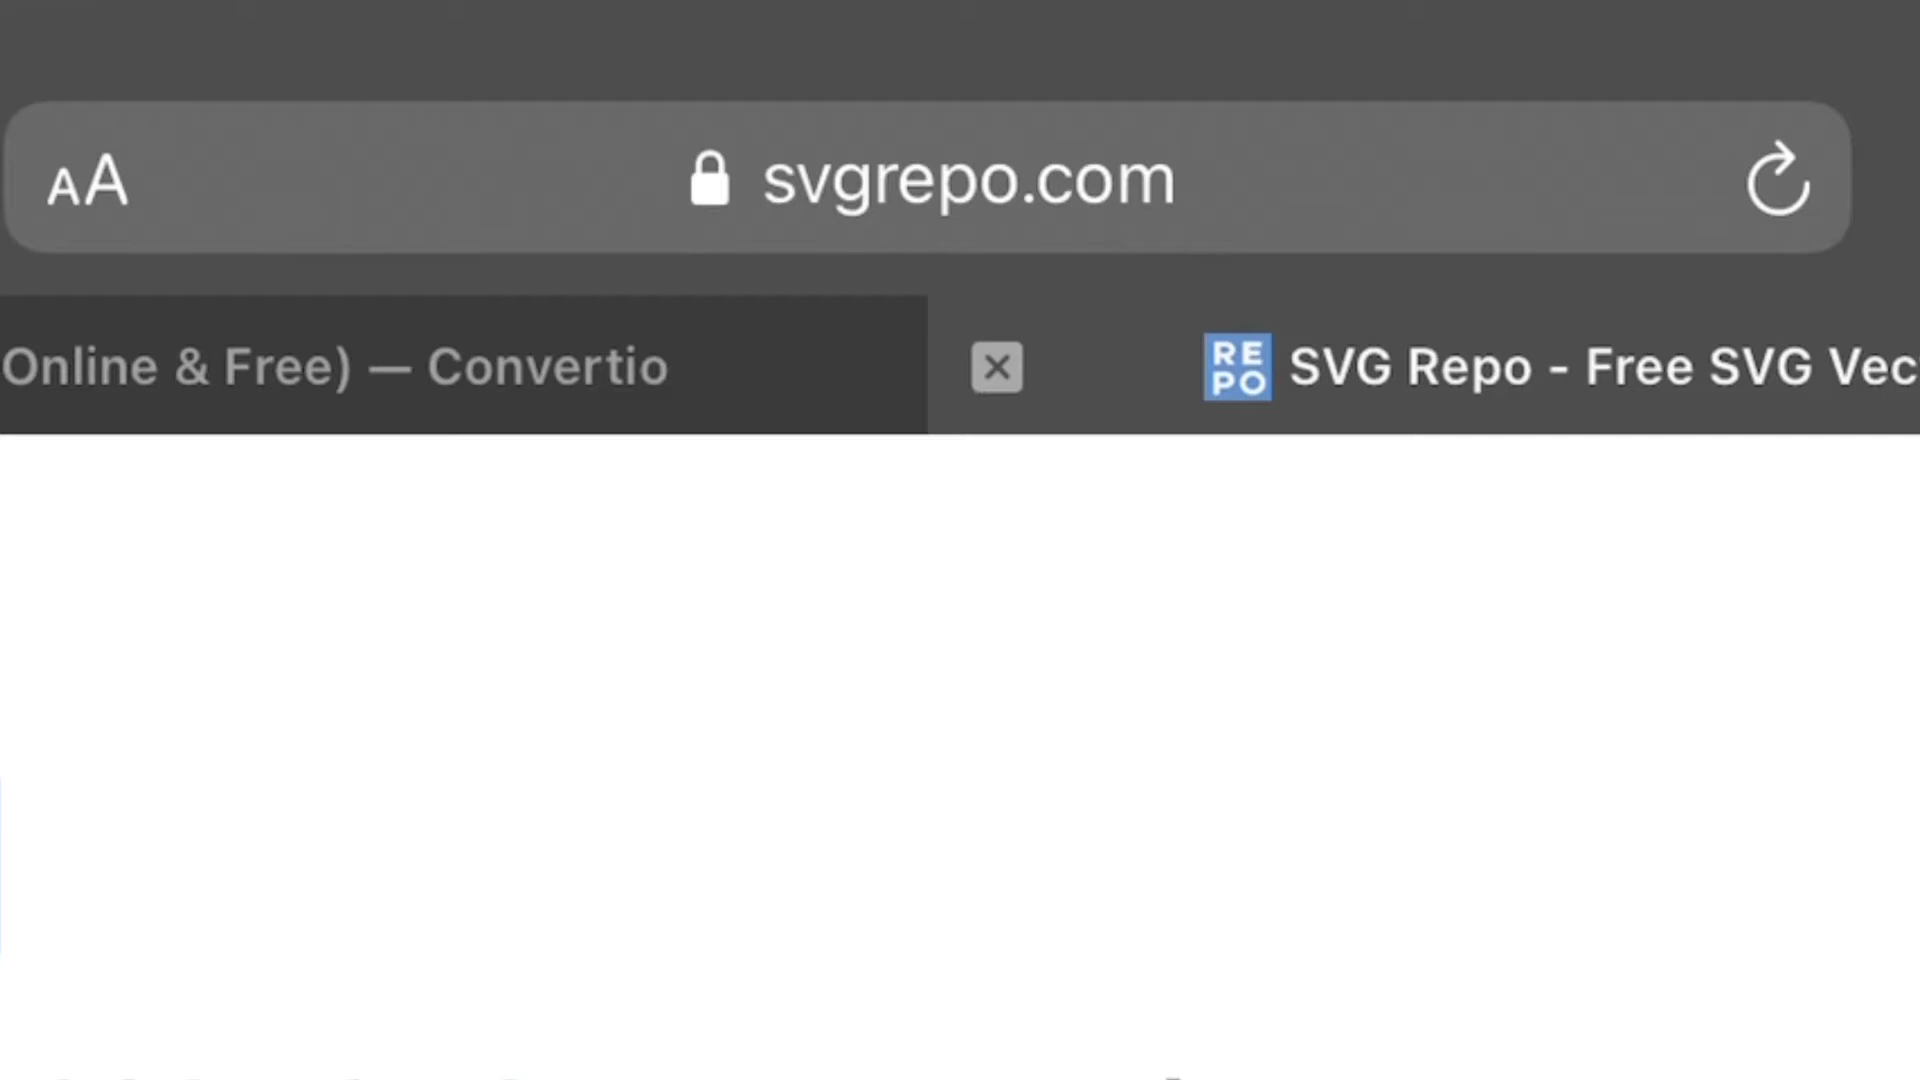 AA
svgrepo.com
Online & Free) — Convertio
RE
PO
SVG Repo - Free SVG Vec